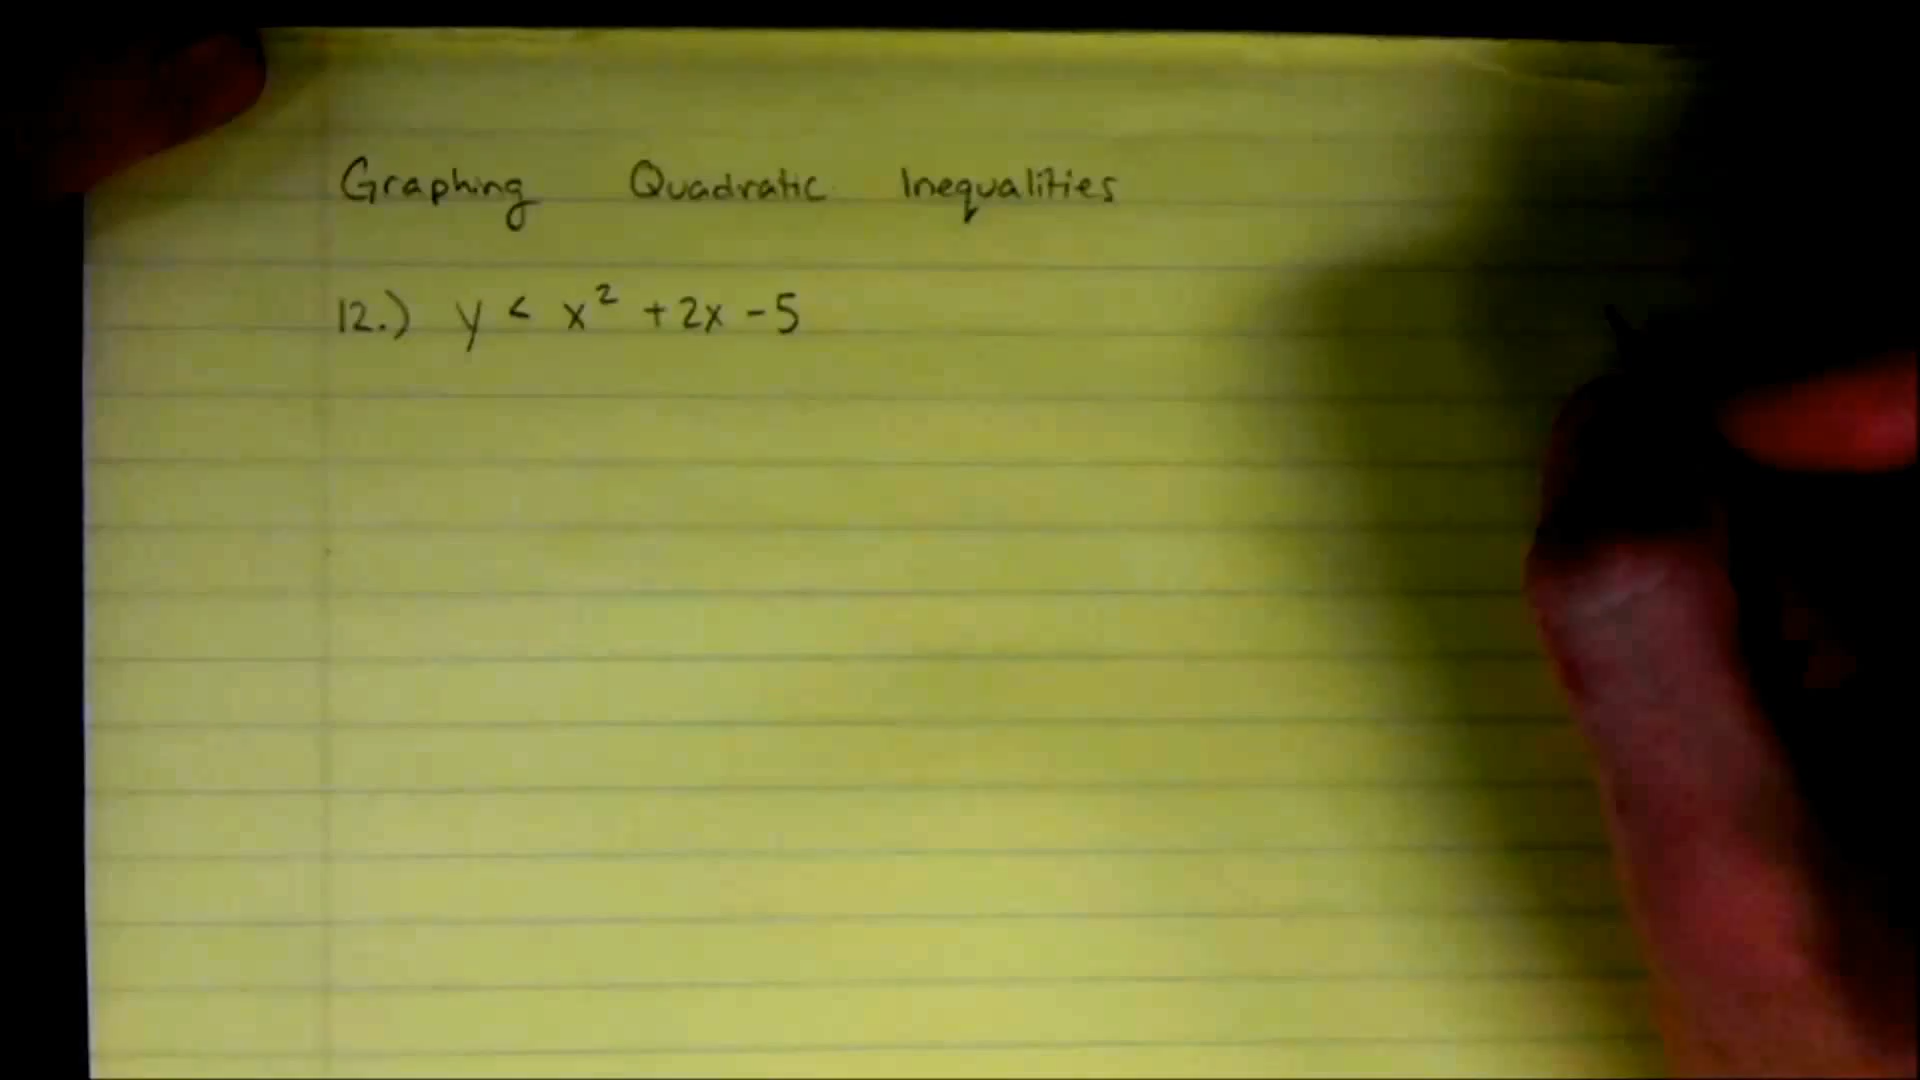 Graphing Quadratic Inequalities
12.) y < x² + 2x - 5